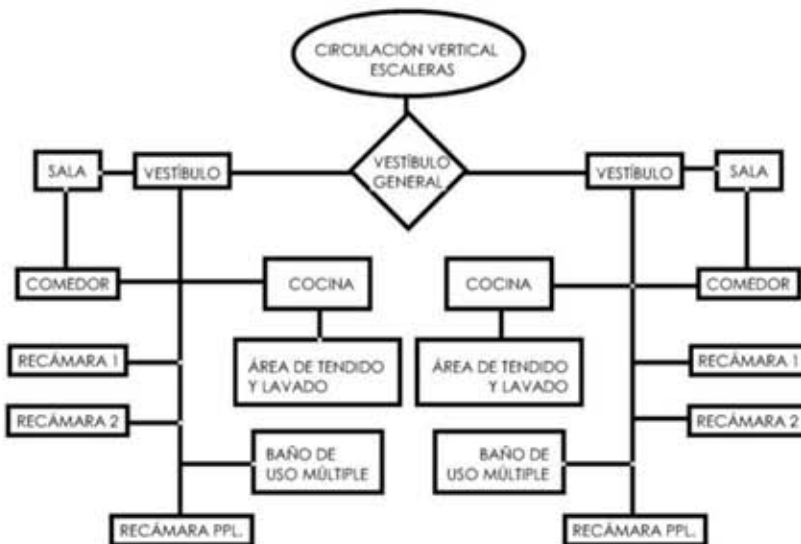 CIRCULACIÓN VERTICAL
ESCALERAS
VESTÍBULO
GENERAL
SALA
VESTÍBULO
VESTÍBULO
SALA
COMEDOR
COCINA
COCINA
COMEDOR
RECÁMARA 1
ÁREA DE TENDIDO
Y LAVADO
ÁREA DE TENDIDO
Y LAVADO
RECÁMARA 1
RECÁMARA 2
RECÁMARA 2
BAÑO DE
USO MÚLTIPLE
BAÑO DE
USO MÚLTIPLE
RECÁMARA PPL.
RECÁMARA PPL.